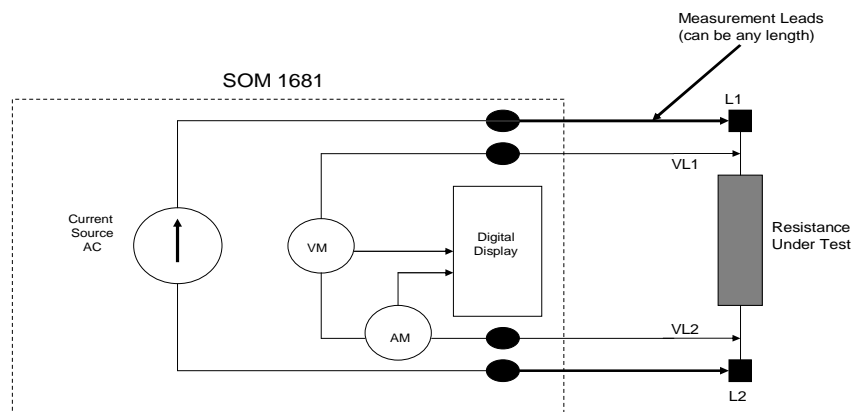 Measurement Leads
(can be any length)
SOM 1681
L1
VL1
Current
Source
AC
VM
Digital
Display
Resistance
Under Test
AM
VL2
L2